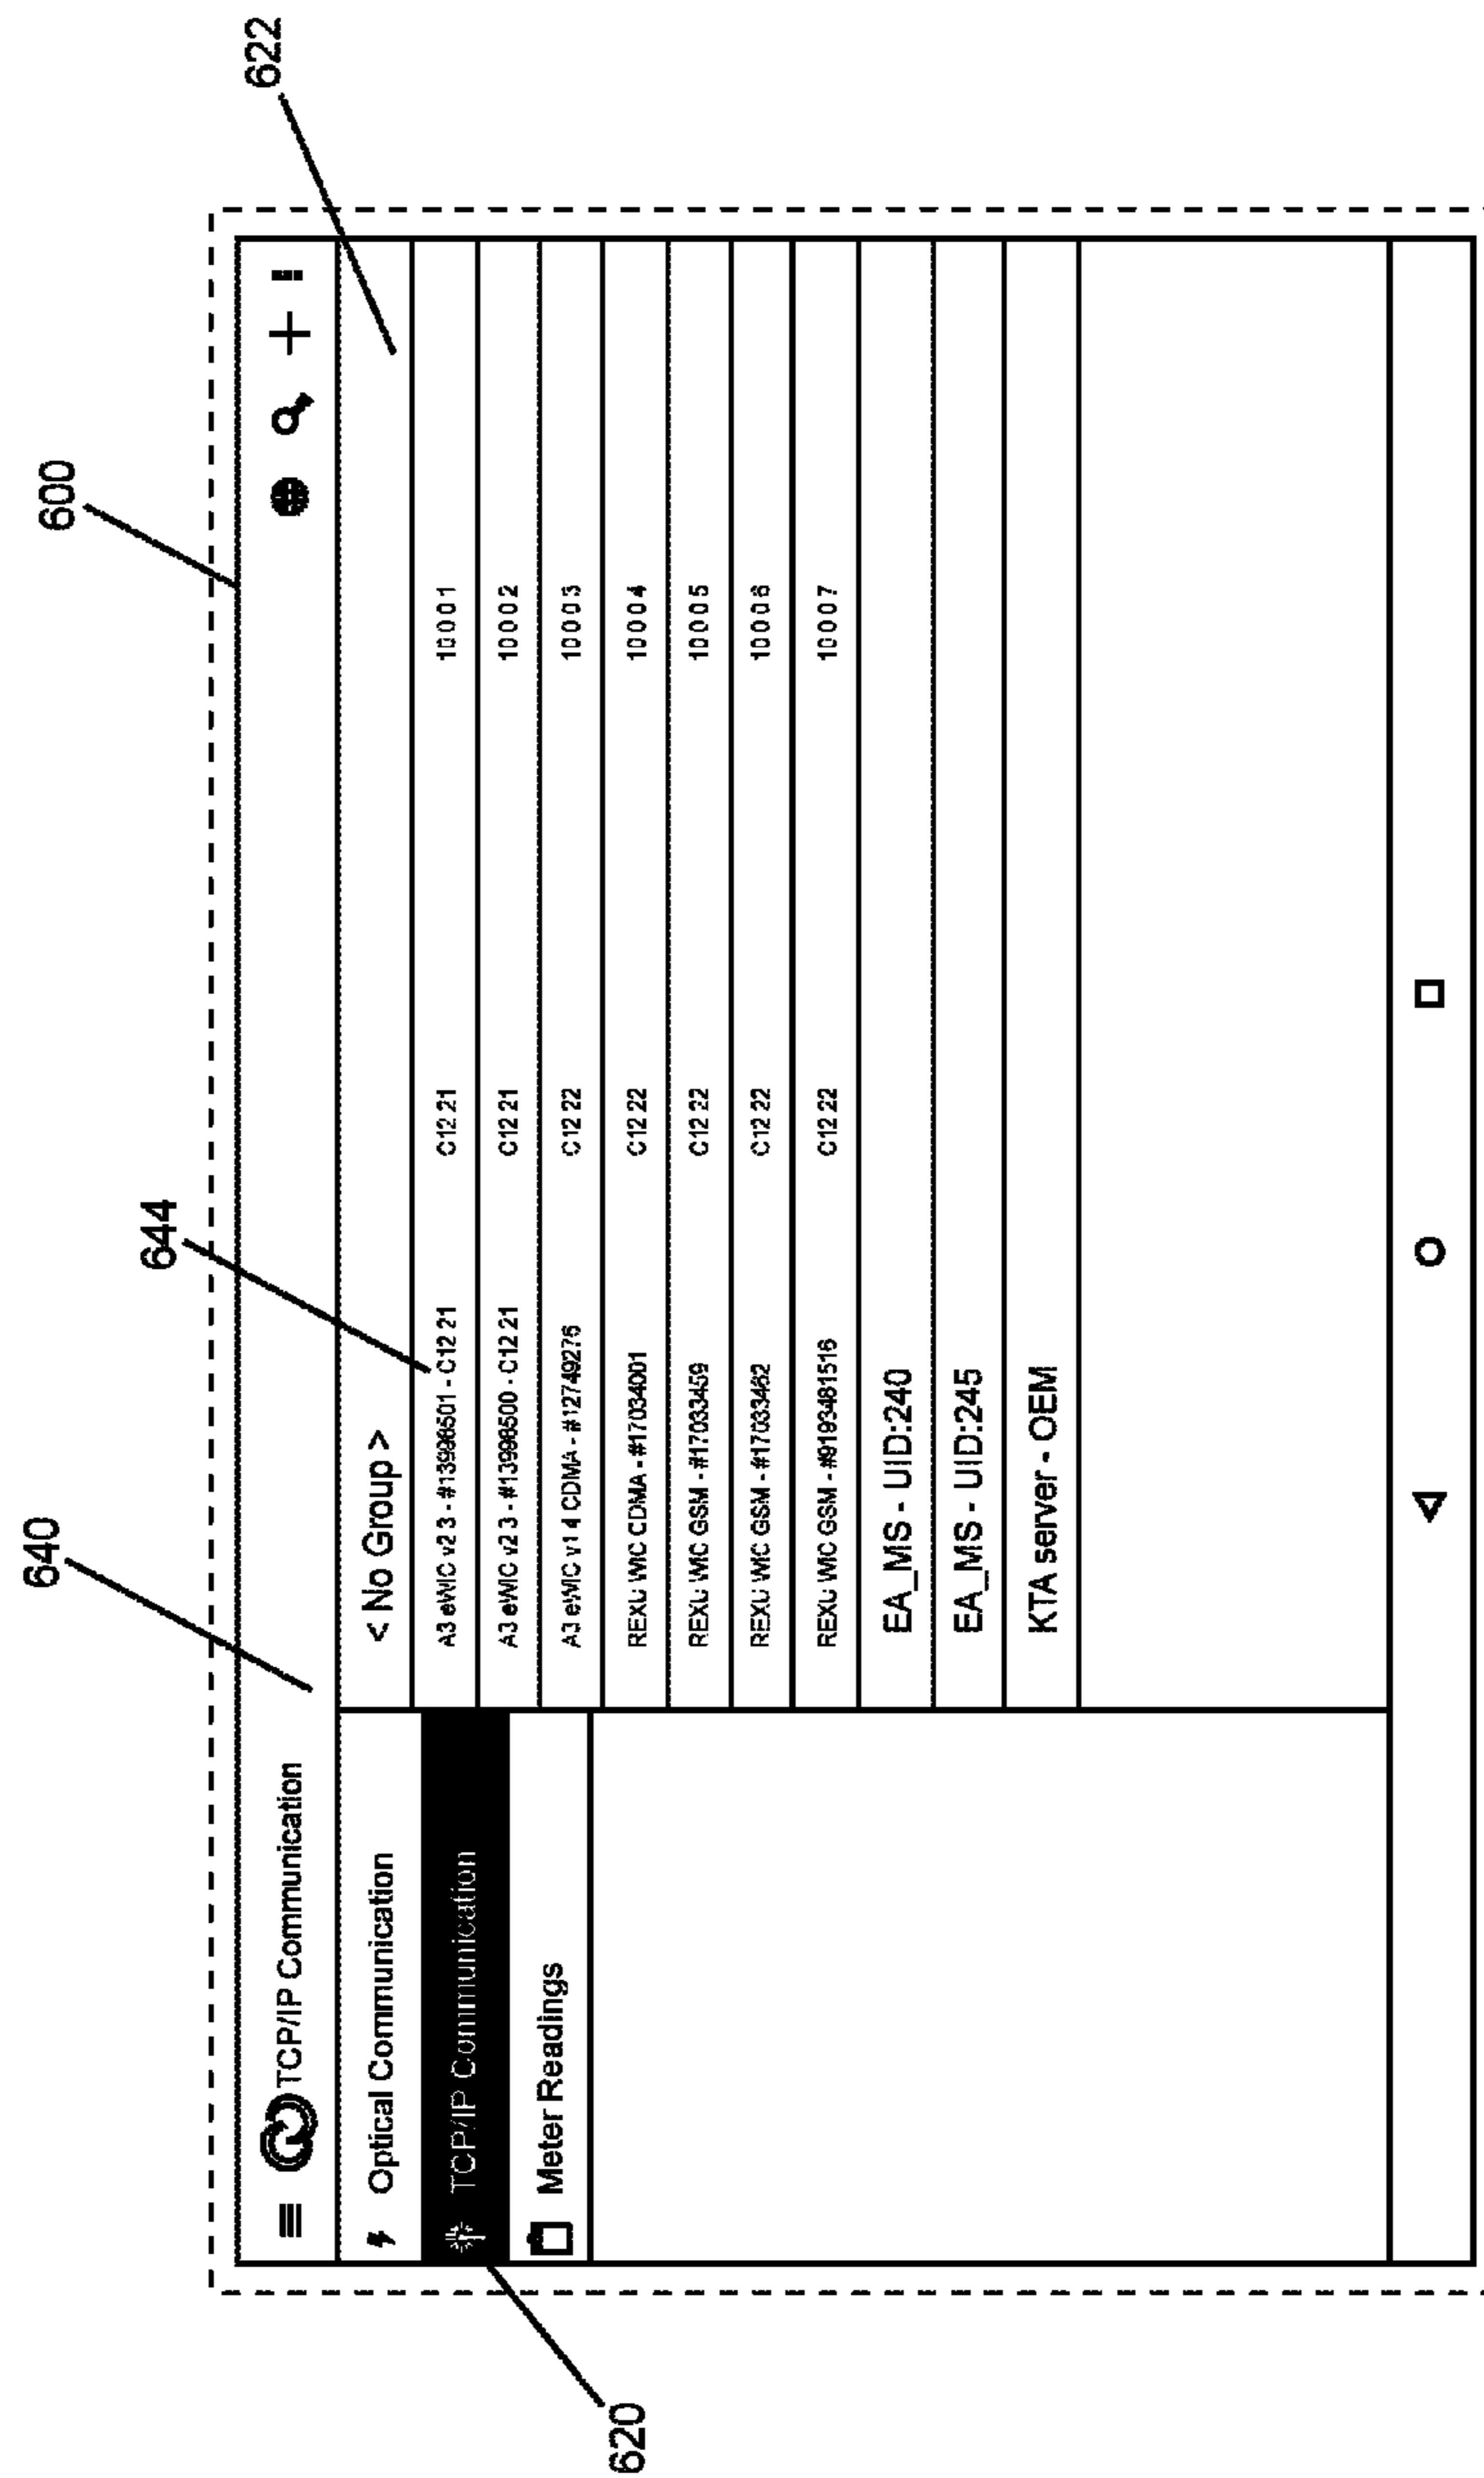 600
640
644
622
620
TCP/IP Communication
Optical Communication
TCP/IP Communication
Meter Readings
< No Group >
A3 eWIC v2 3 - #13998501 - C12 21 C12 21 10001
A3 eWIC v2 3 - #13998500 - C12 21 C12 21 10002
A3 eWIC v1 4 CDMA - #12749276 C12 22 10003
REXU WIC CDMA - #17034001 C12 22 10004
REXU WIC GSM - #17033459 C12 22 10005
REXU WIC GSM - #17033462 C12 22 10006
REXU WIC GSM - #9193481516 C12 22 10007
EA_MS - UID:240
EA_MS - UID:245
KTA server - OEM